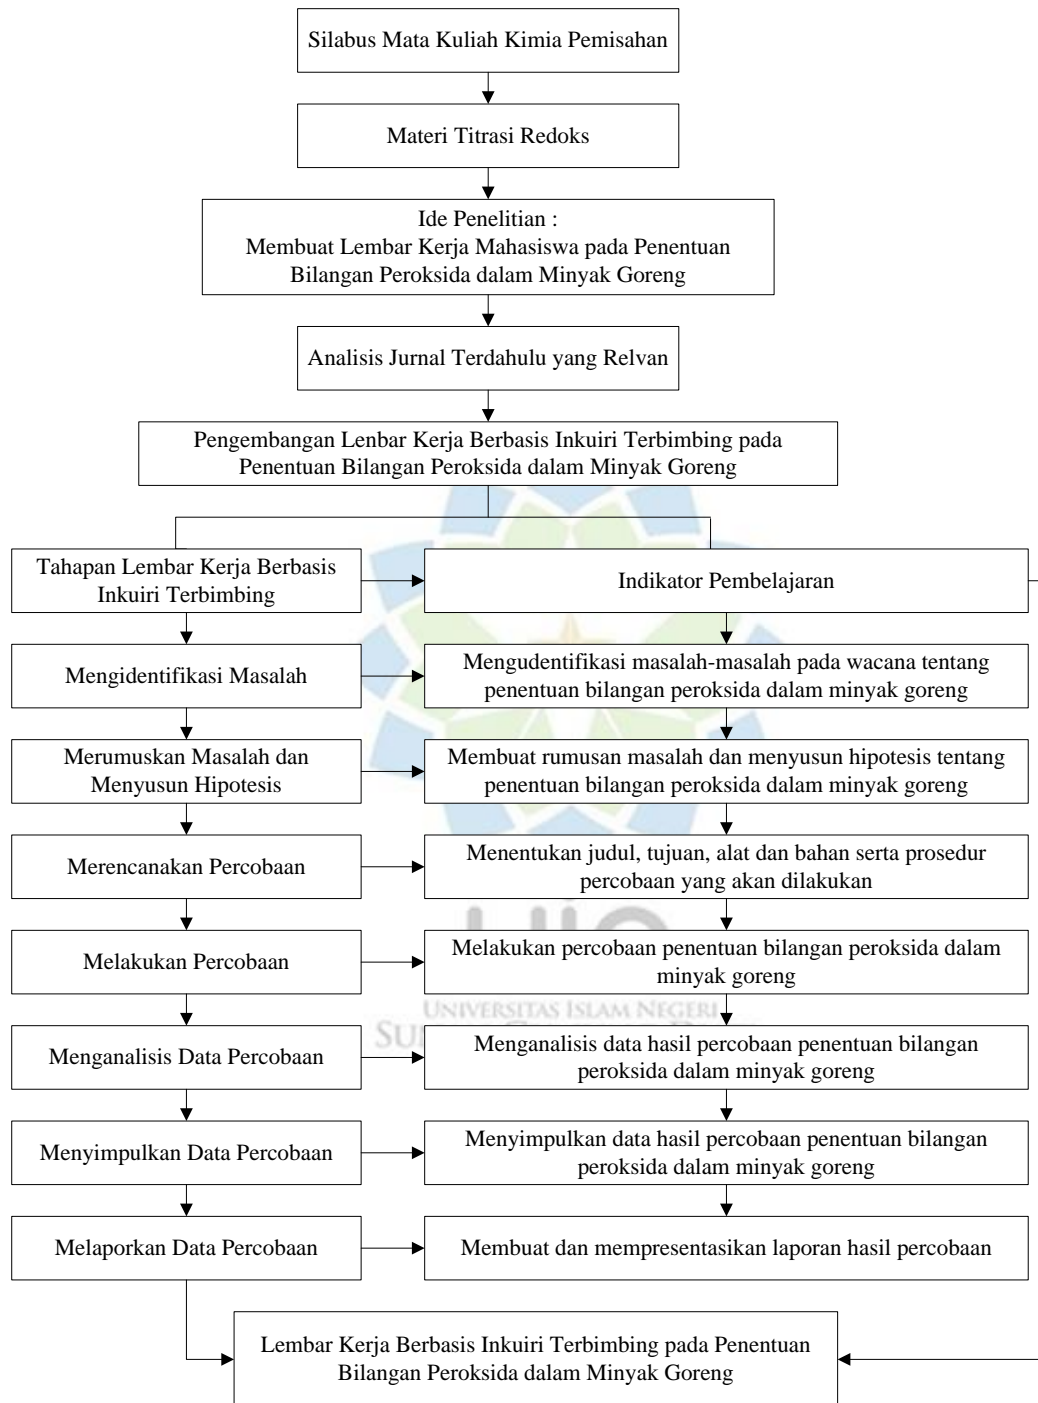 Silabus Mata Kuliah Kimia Pemisahan
Materi Titrasi Redoks
Ide Penelitian :
Membuat Lembar Kerja Mahasiswa pada Penentuan
Bilangan Peroksida dalam Minyak Goreng
Analisis Jurnal Terdahulu yang Relvan
Pengembangan Lenbar Kerja Berbasis Inkuiri Terbimbing pada
Penentuan Bilangan Peroksida dalam Minyak Goreng
Tahapan Lembar Kerja Berbasis
Inkuiri Terbimbing
Indikator Pembelajaran
Mengidentifikasi Masalah
Mengudentifikasi masalah-masalah pada wacana tentang
penentuan bilangan peroksida dalam minyak goreng
Merumuskan Masalah dan
Menyusun Hipotesis
Membuat rumusan masalah dan menyusun hipotesis tentang
penentuan bilangan peroksida dalam minyak goreng
Merencanakan Percobaan
Menentukan judul, tujuan, alat dan bahan serta prosedur
percobaan yang akan dilakukan
Melakukan Percobaan
Melakukan percobaan penentuan bilangan peroksida dalam
minyak goreng
UNIVERSITAS ISLAM NEGERI
Menganalisis Data Percobaan
Menganalisis data hasil percobaan penentuan bilangan
peroksida dalam minyak goreng
Menyimpulkan Data Percobaan
Menyimpulkan data hasil percobaan penentuan bilangan
peroksida dalam minyak goreng
Melaporkan Data Percobaan
Membuat dan mempresentasikan laporan hasil percobaan
Lembar Kerja Berbasis Inkuiri Terbimbing pada Penentuan
Bilangan Peroksida dalam Minyak Goreng